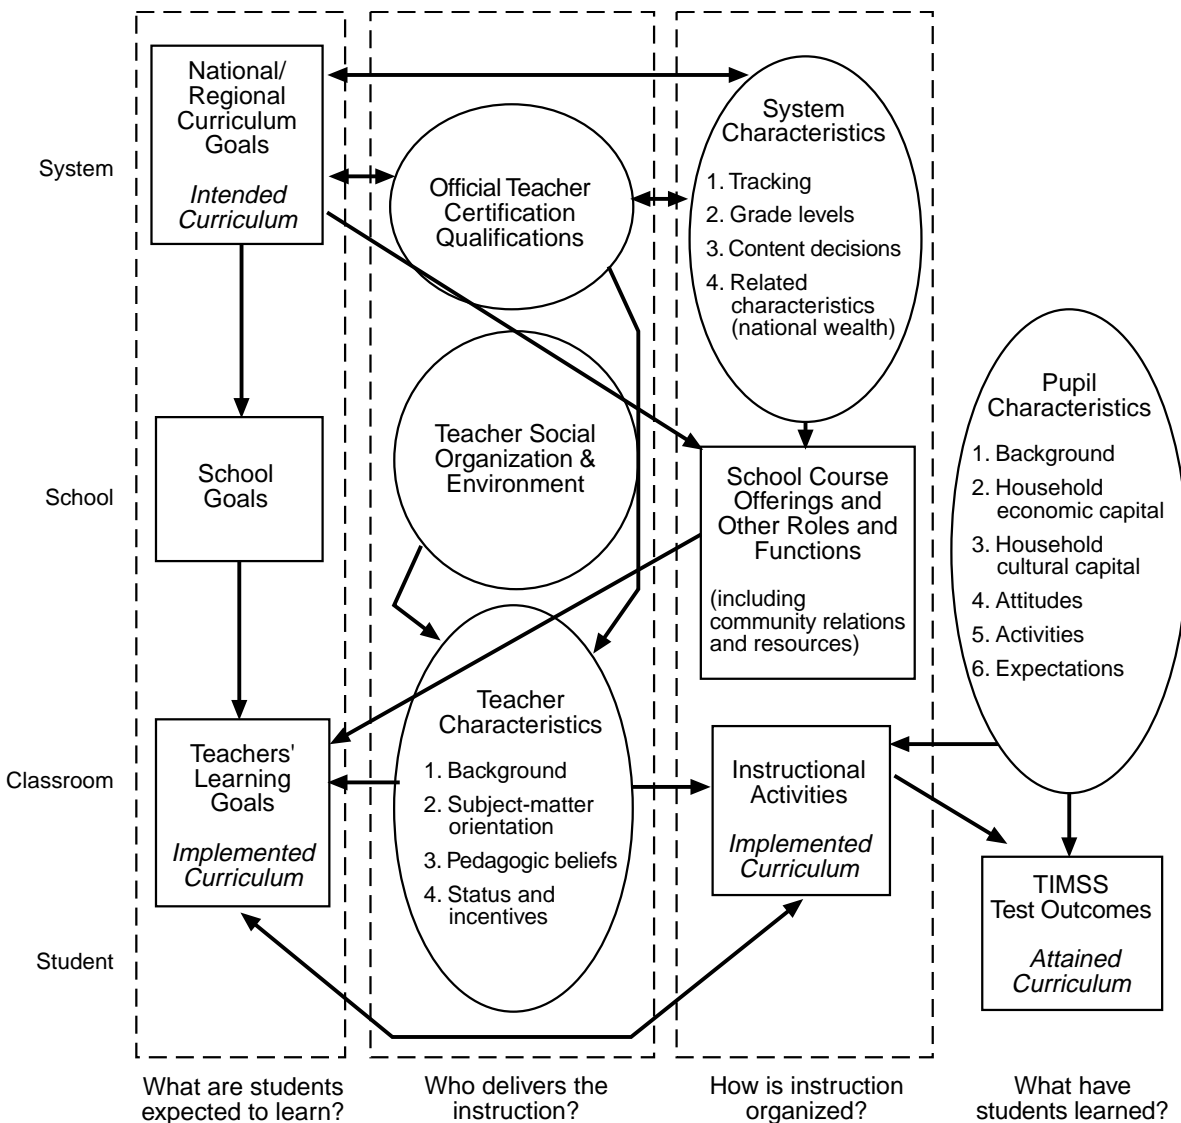 System
School
Classroom
Student
National/
Regional
Curriculum
Goals
Intended
Curriculum
School
Goals
Teachers'
Learning
Goals
Implemented
Curriculum
What are students
expected to learn?
Official Teacher
Certification
Qualifications
Teacher Social
Organization &
Environment
Teacher
Characteristics
1. Background
2. Subject-matter
orientation
3. Pedagogic beliefs
4. Status and
incentives
Who delivers the
instruction?
System
Characteristics
1. Tracking
2. Grade levels
3. Content decisions
4. Related
characteristics
(national wealth)
School Course
Offerings and
Other Roles and
Functions
(including
community relations
and resources)
Instructional
Activities
Implemented
Curriculum
How is instruction
organized?
Pupil
Characteristics
1. Background
2. Household
economic capital
3. Household
cultural capital
4. Attitudes
5. Activities
6. Expectations
TIMSS
Test Outcomes
Attained
Curriculum
What have
students learned?